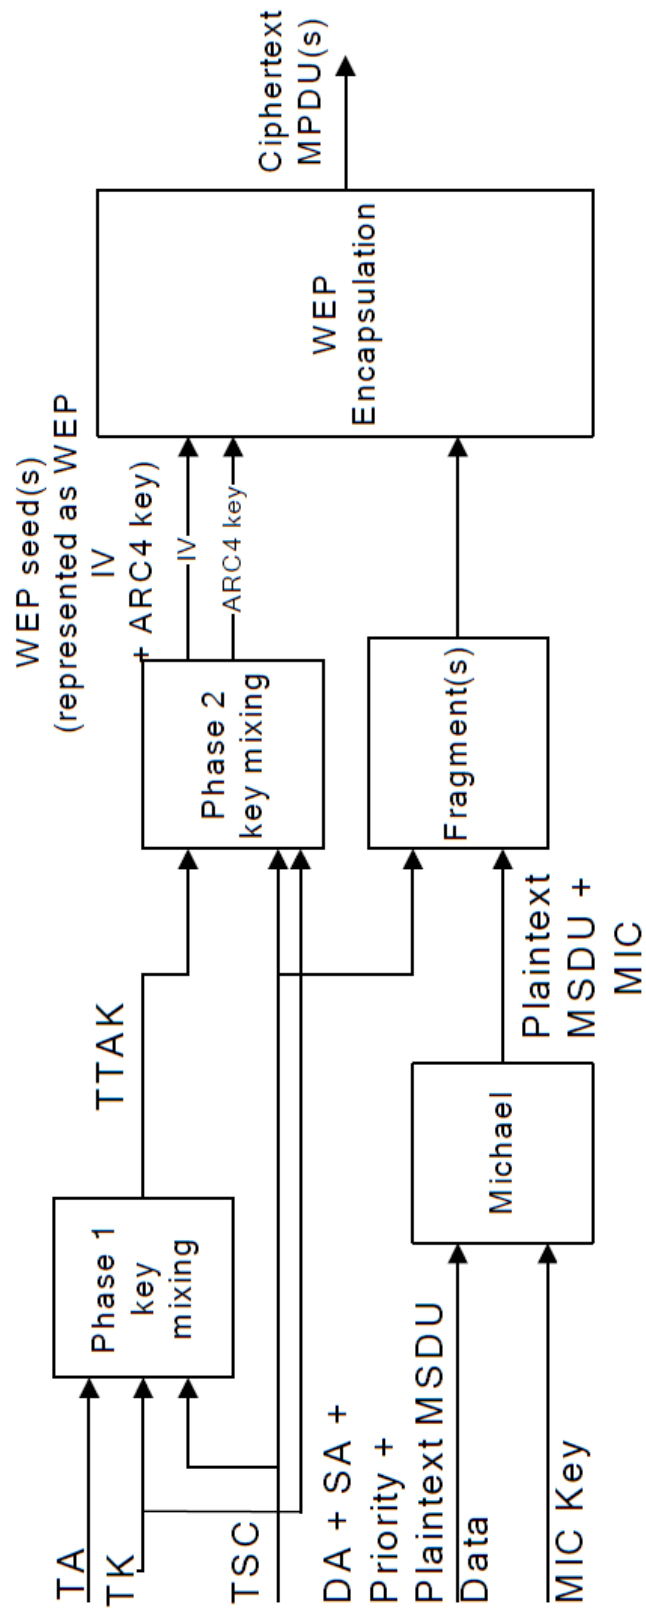 TA
TK
TSC
DA + SA +
Priority +
Plaintext MSDU
Data
MIC Key
Phase 1
key
mixing
Michael
TTAK
Plaintext
MSDU +
MIC
Phase 2
key mixing
Fragment(s)
WEP seed(s)
(represented as WEP
IV
+ ARC4 key)
IV
ARC4 key
WEP
Encapsulation
Ciphertext
MPDU(s)